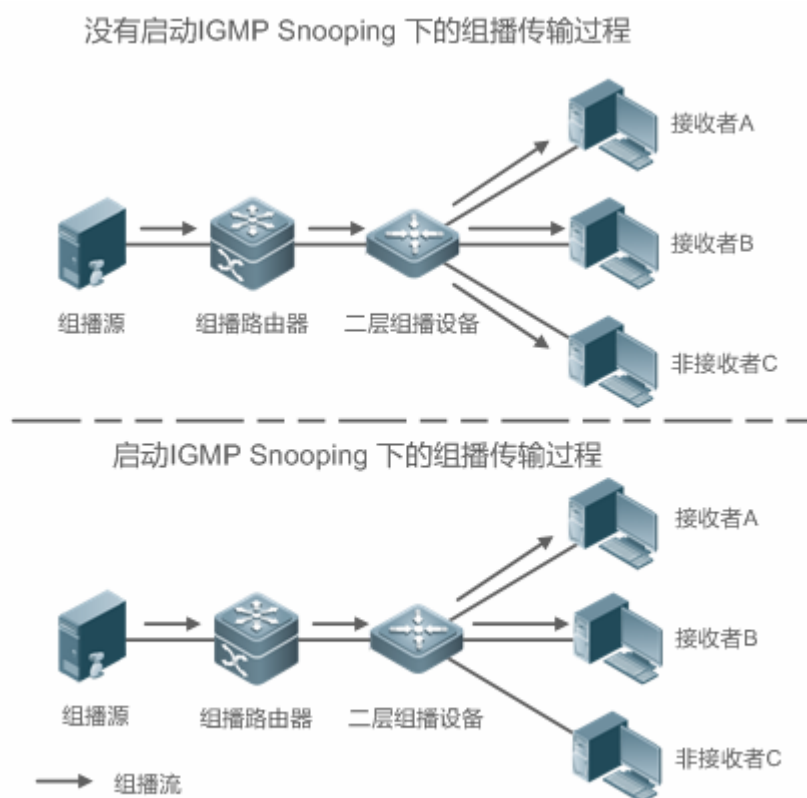 没有启动IGMP Snooping 下的组播传输过程
接收者A
接收者B
组播源
组播路由器
二层组播设备
非接收者C
启动IGMP Snooping 下的组播传输过程
接收者A
接收者B
组播源
组播路由器
二层组播设备
非接收者C
组播流